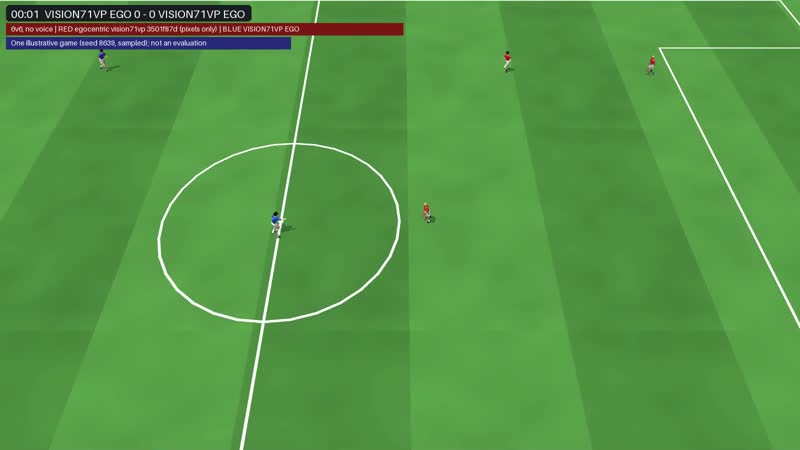 00:01 VISION71VP EGO 0 - 0 VISION71VP EGO
6v6, no voice | RED egocentric vision71vp 3501f87d (pixels only) | BLUE VISION71VP EGO
One illustrative game (seed 8639, sampled); not an evaluation